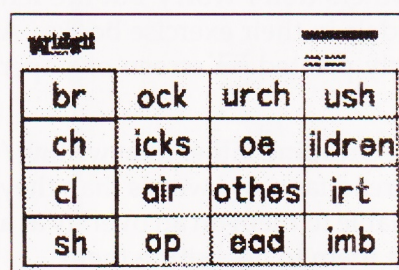 br ock urch ush
ch icks oe ildren
cl air othes irt
sh op ead imb